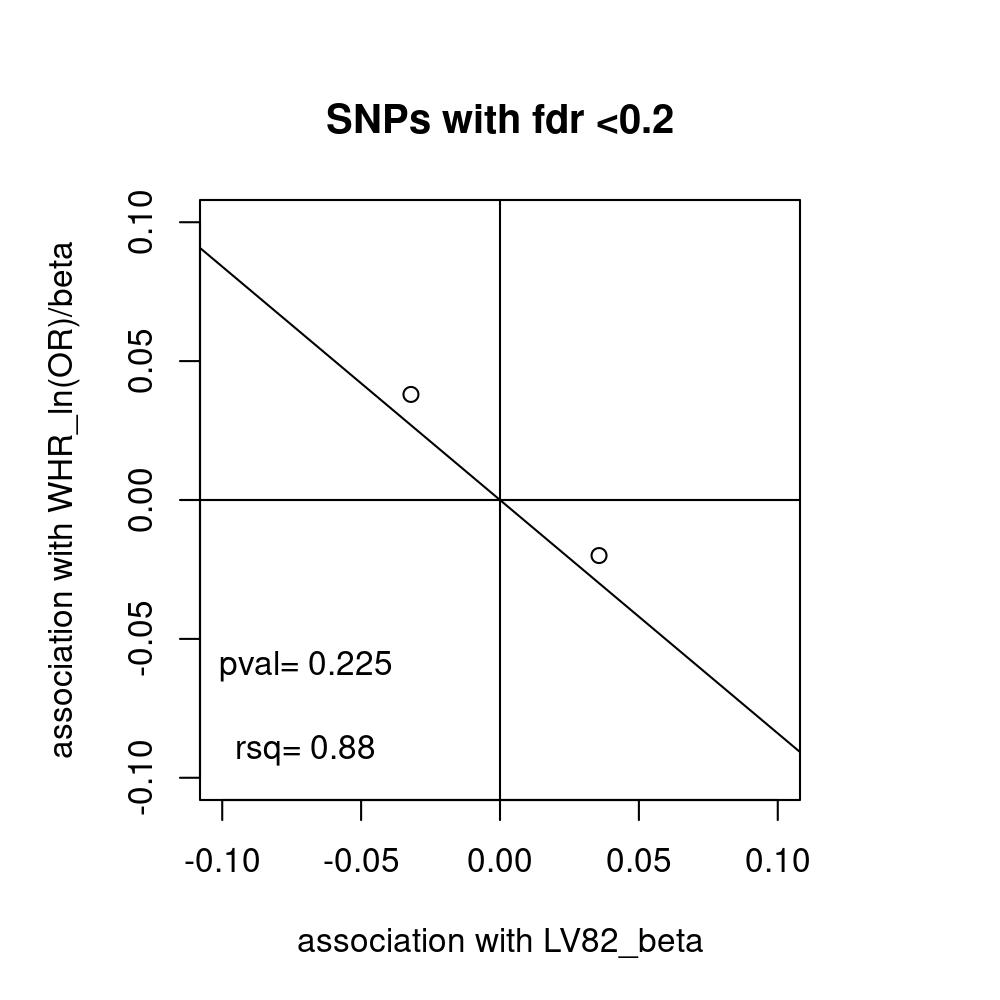 SNPs with fdr <0.2
association with WHR_ln(OR)/beta
0.10
0.05
0.00
-0.05
-0.10
pval= 0.225
rsq= 0.88
-0.10 -0.05 0.00 0.05 0.10
association with LV82_beta